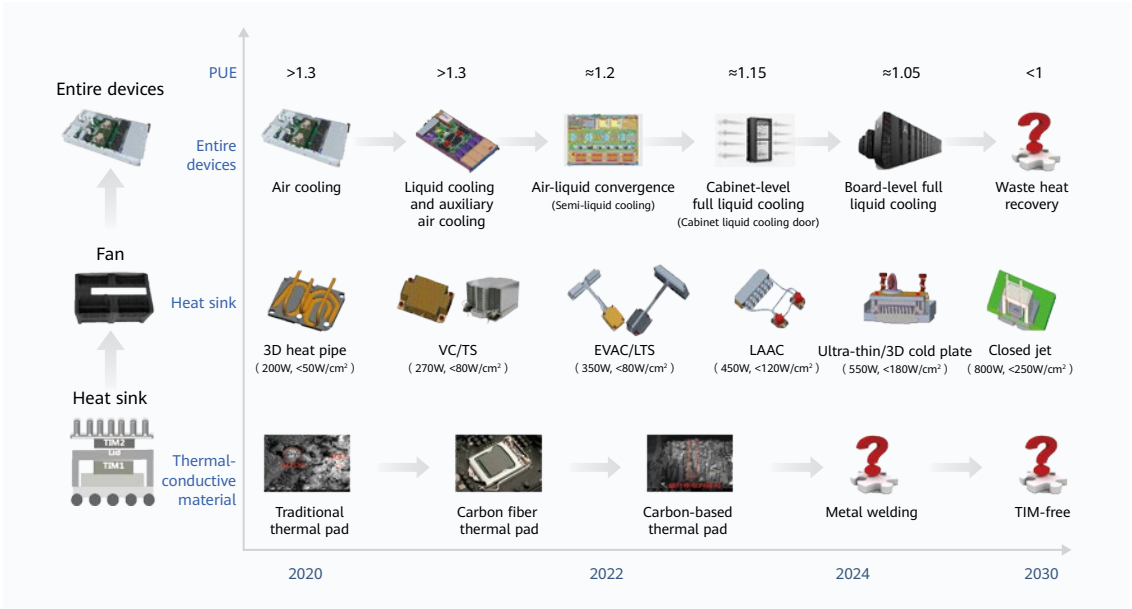 PUE
>1.3
>1.3
≈1.2
≈1.15
≈1.05
<1
Entire devices
Entire
devices
Air cooling
Liquid cooling
and auxiliary
air cooling
Air-liquid convergence
(Semi-liquid cooling)
Cabinet-level
full liquid cooling
(Cabinet liquid cooling door)
Board-level full
liquid cooling
Waste heat
recovery
Fan
Heat sink
3D heat pipe
( 200W, <50W/cm² )
VC/TS
( 270W, <80W/cm² )
EVAC/LTS
( 350W, <80W/cm² )
LAAC
( 450W, <120W/cm² )
Ultra-thin/3D cold plate
( 550W, <180W/cm² )
Closed jet
( 800W, <250W/cm² )
Heat sink
TIM2
Lid
TIM1
Thermal-
conductive
material
Traditional
thermal pad
Carbon fiber
thermal pad
Carbon-based
thermal pad
Metal welding
TIM-free
2020
2022
2024
2030